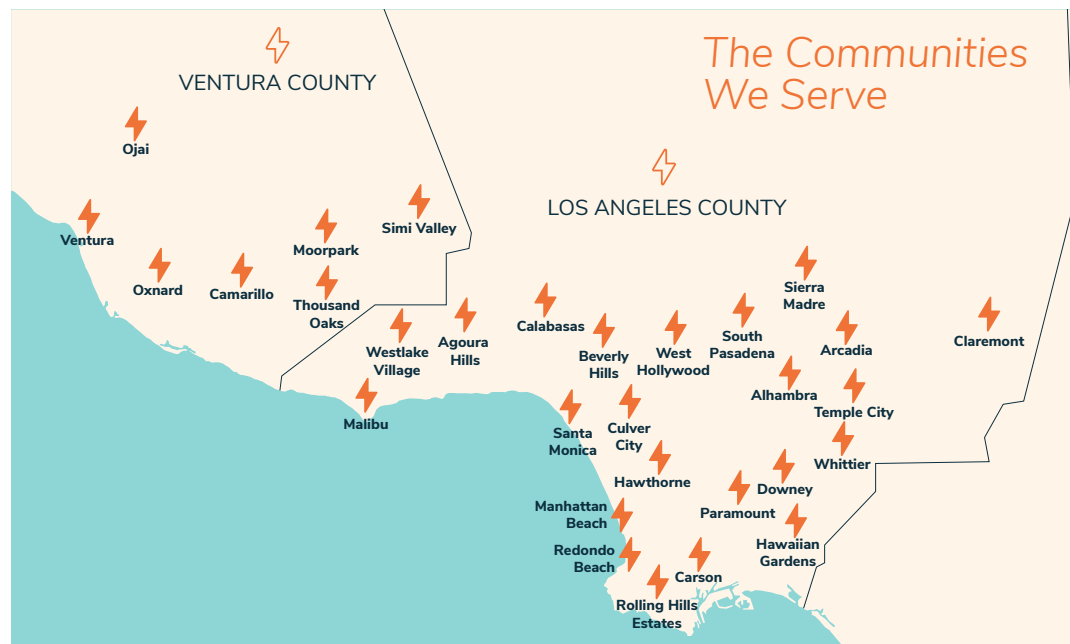 The Communities
We Serve
VENTURA COUNTY
Ojai
LOS ANGELES COUNTY
Simi Valley
Ventura
Moorpark
Oxnard
Camarillo
Thousand
Oaks
Sierra
Madre
Calabasas
Agoura
Hills
Westlake
Village
Beverly
Hills
West
Hollywood
South
Pasadena
Arcadia
Claremont
Alhambra
Temple City
Malibu
Santa
Monica
Culver
City
Whittier
Hawthorne
Downey
Paramount
Manhattan
Beach
Hawaiian
Gardens
Redondo
Beach
Carson
Rolling Hills
Estates